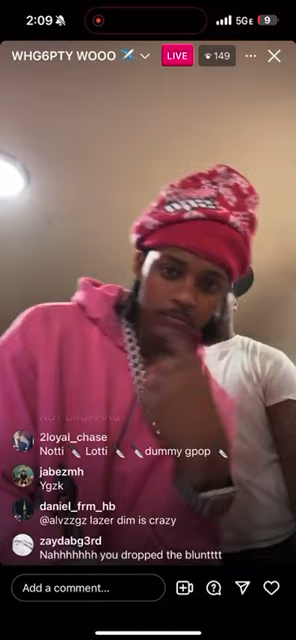 2:09
5GE
9
WHG6PTY WOOO
LIVE
149
2loyal_chase
Notti Lotti dummy gpop
jabezmh
Ygzk
daniel_frm_hb
@alvzzgz lazer dim is crazy
zaydabg3rd
Nahhhhhhh you dropped the bluntttt
Add a comment...